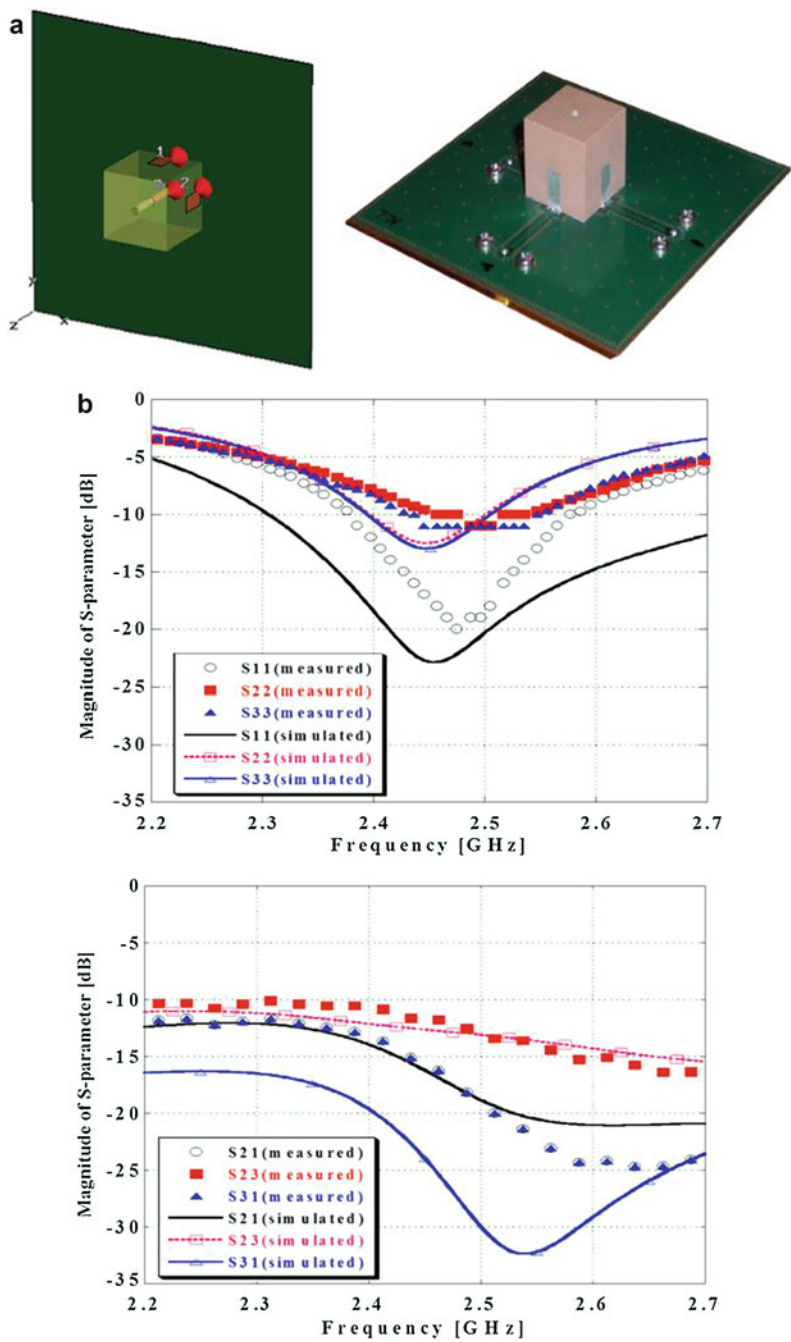 a
1
2
y
z
x
b
0
-5
-10
-15
-20
-25
-30
-35
Magnitude of S-parameter [dB]
S11(measured)
S22(measured)
S33(measured)
S11(simulated)
S22(simulated)
S33(simulated)
2.2 2.3 2.4 2.5 2.6 2.7
Frequency [GHz]
0
-5
-10
-15
-20
-25
-30
-35
Magnitude of S-parameter [dB]
S21(measured)
S23(measured)
S31(measured)
S21(simulated)
S23(simulated)
S31(simulated)
2.2 2.3 2.4 2.5 2.6 2.7
Frequency [GHz]